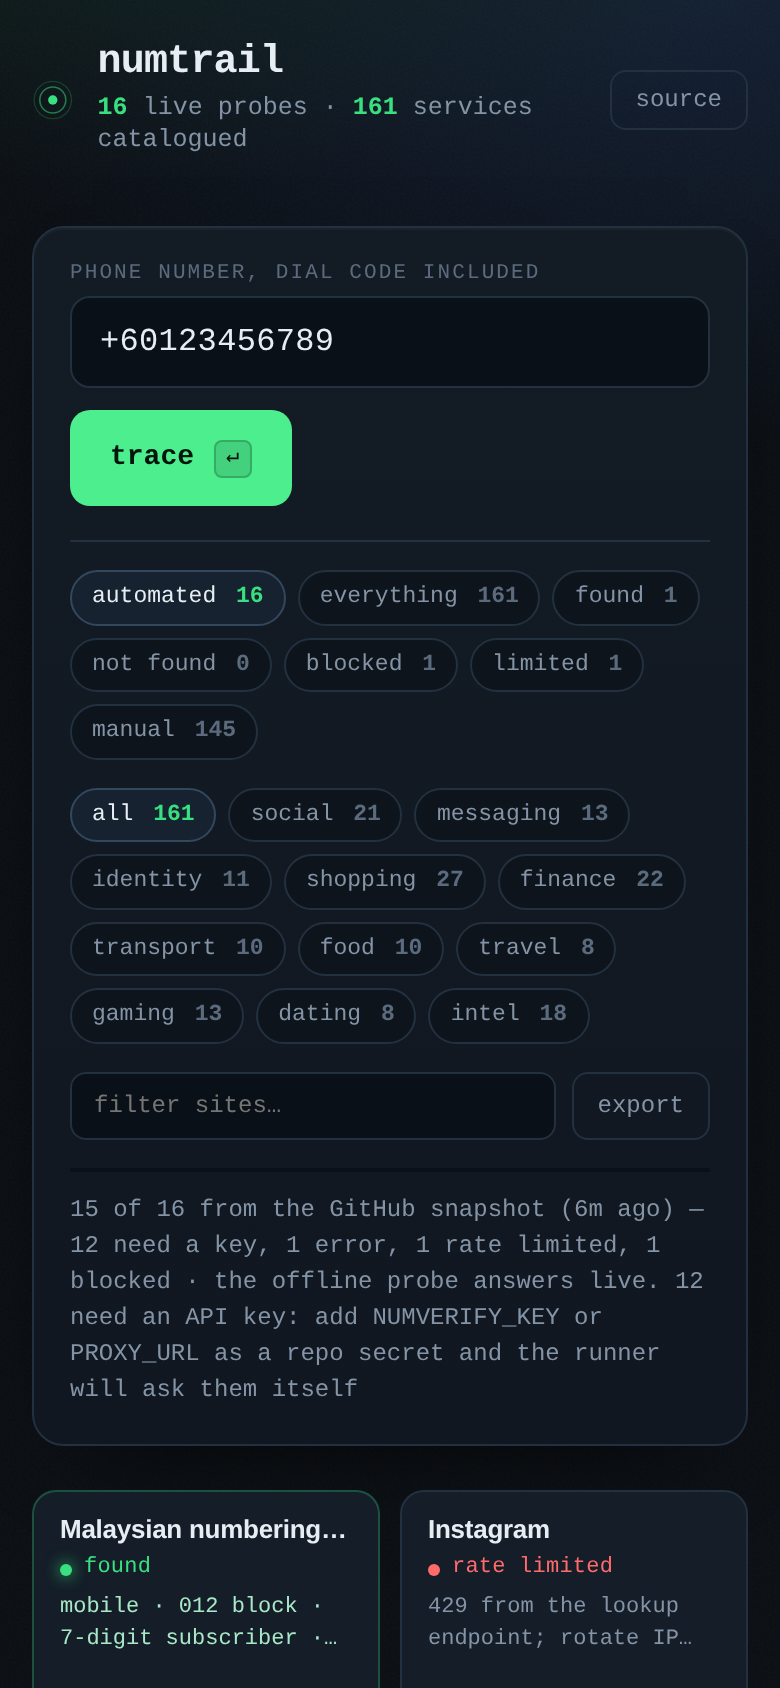 numtrail
16 live probes · 161 services
catalogued
source
PHONE NUMBER, DIAL CODE INCLUDED
+60123456789
trace ↵
automated 16
everything 161
found 1
not found 0
blocked 1
limited 1
manual 145
all 161
social 21
messaging 13
identity 11
shopping 27
finance 22
transport 10
food 10
travel 8
gaming 13
dating 8
intel 18
filter sites…
export
15 of 16 from the GitHub snapshot (6m ago) —
12 need a key, 1 error, 1 rate limited, 1
blocked · the offline probe answers live. 12
need an API key: add NUMVERIFY_KEY or
PROXY_URL as a repo secret and the runner
will ask them itself
Malaysian numbering…
found
mobile · 012 block ·
7-digit subscriber ·…
Instagram
rate limited
429 from the lookup
endpoint; rotate IP…